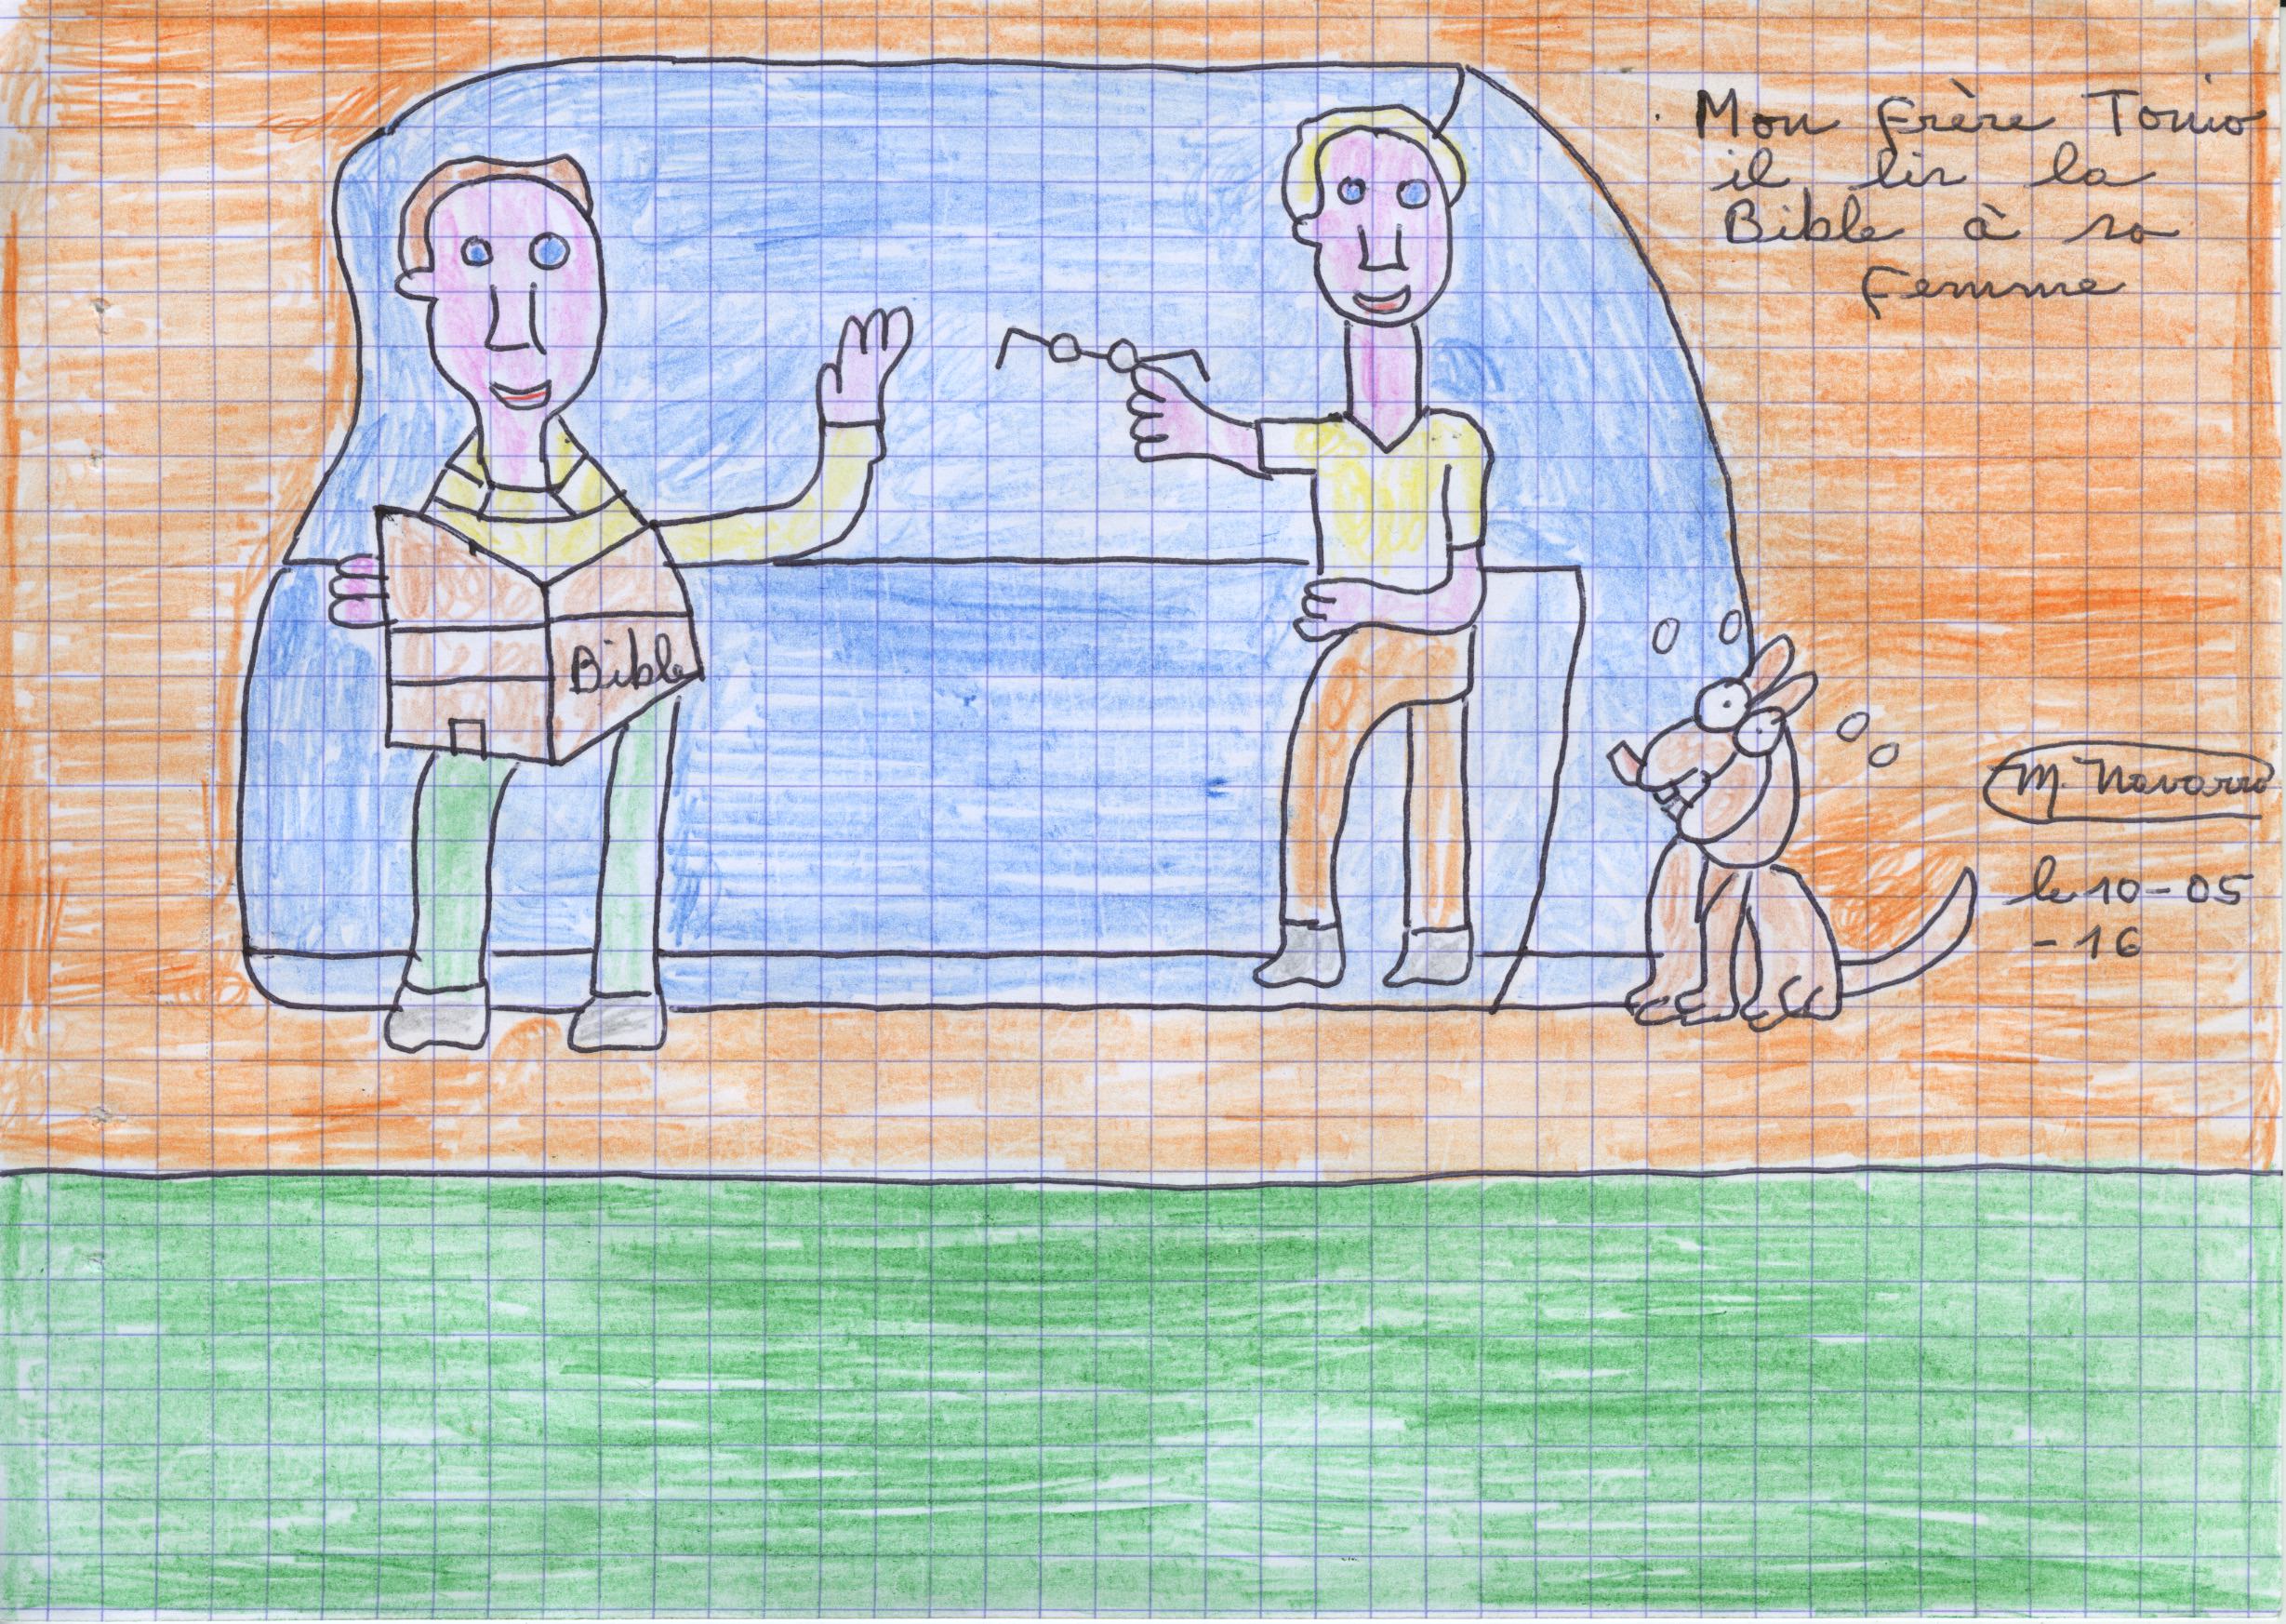 Mon frère Tonio
il lir la
Bible à sa
femme
Bible
M. Navarro
le 10-05
-16